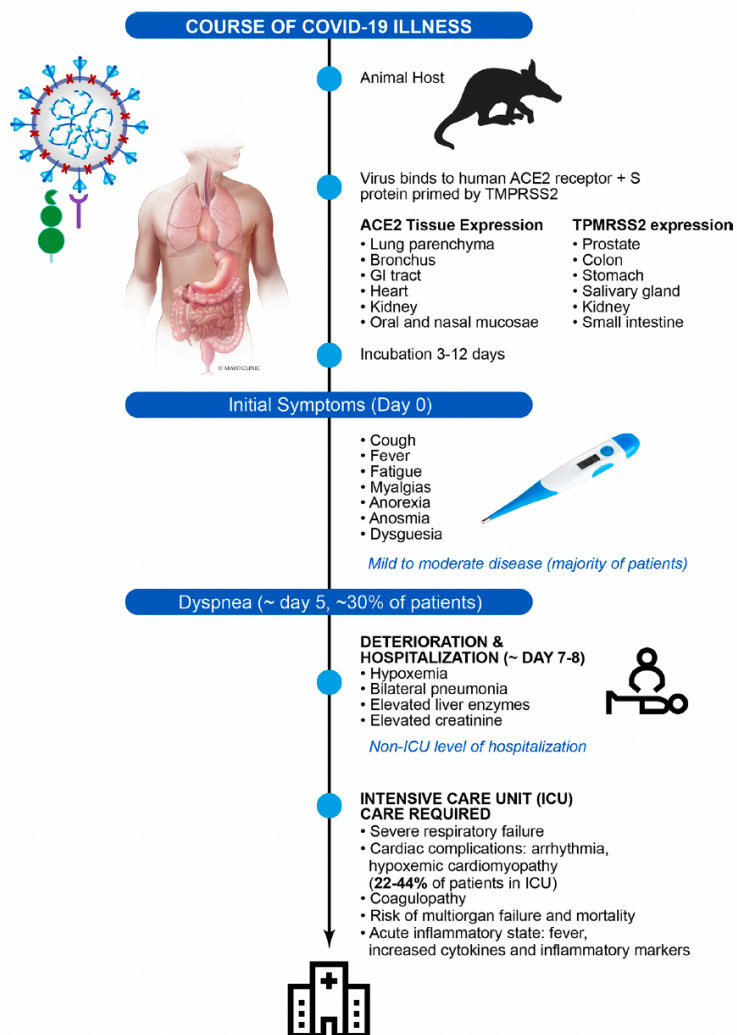 COURSE OF COVID-19 ILLNESS
Animal Host
Virus binds to human ACE2 receptor + S
protein primed by TMPRSS2
ACE2 Tissue Expression
• Lung parenchyma
• Bronchus
• GI tract
• Heart
• Kidney
• Oral and nasal mucosae
TPMRSS2 expression
• Prostate
• Colon
• Stomach
• Salivary gland
• Kidney
• Small intestine
Incubation 3-12 days
© MAYO CLINIC
Initial Symptoms (Day 0)
• Cough
• Fever
• Fatigue
• Myalgias
• Anorexia
• Anosmia
• Dysguesia
Mild to moderate disease (majority of patients)
Dyspnea (~ day 5, ~30% of patients)
DETERIORATION &
HOSPITALIZATION (~ DAY 7-8)
• Hypoxemia
• Bilateral pneumonia
• Elevated liver enzymes
• Elevated creatinine
Non-ICU level of hospitalization
INTENSIVE CARE UNIT (ICU)
CARE REQUIRED
• Severe respiratory failure
• Cardiac complications: arrhythmia,
hypoxemic cardiomyopathy
(22-44% of patients in ICU)
• Coagulopathy
• Risk of multiorgan failure and mortality
• Acute inflammatory state: fever,
increased cytokines and inflammatory markers